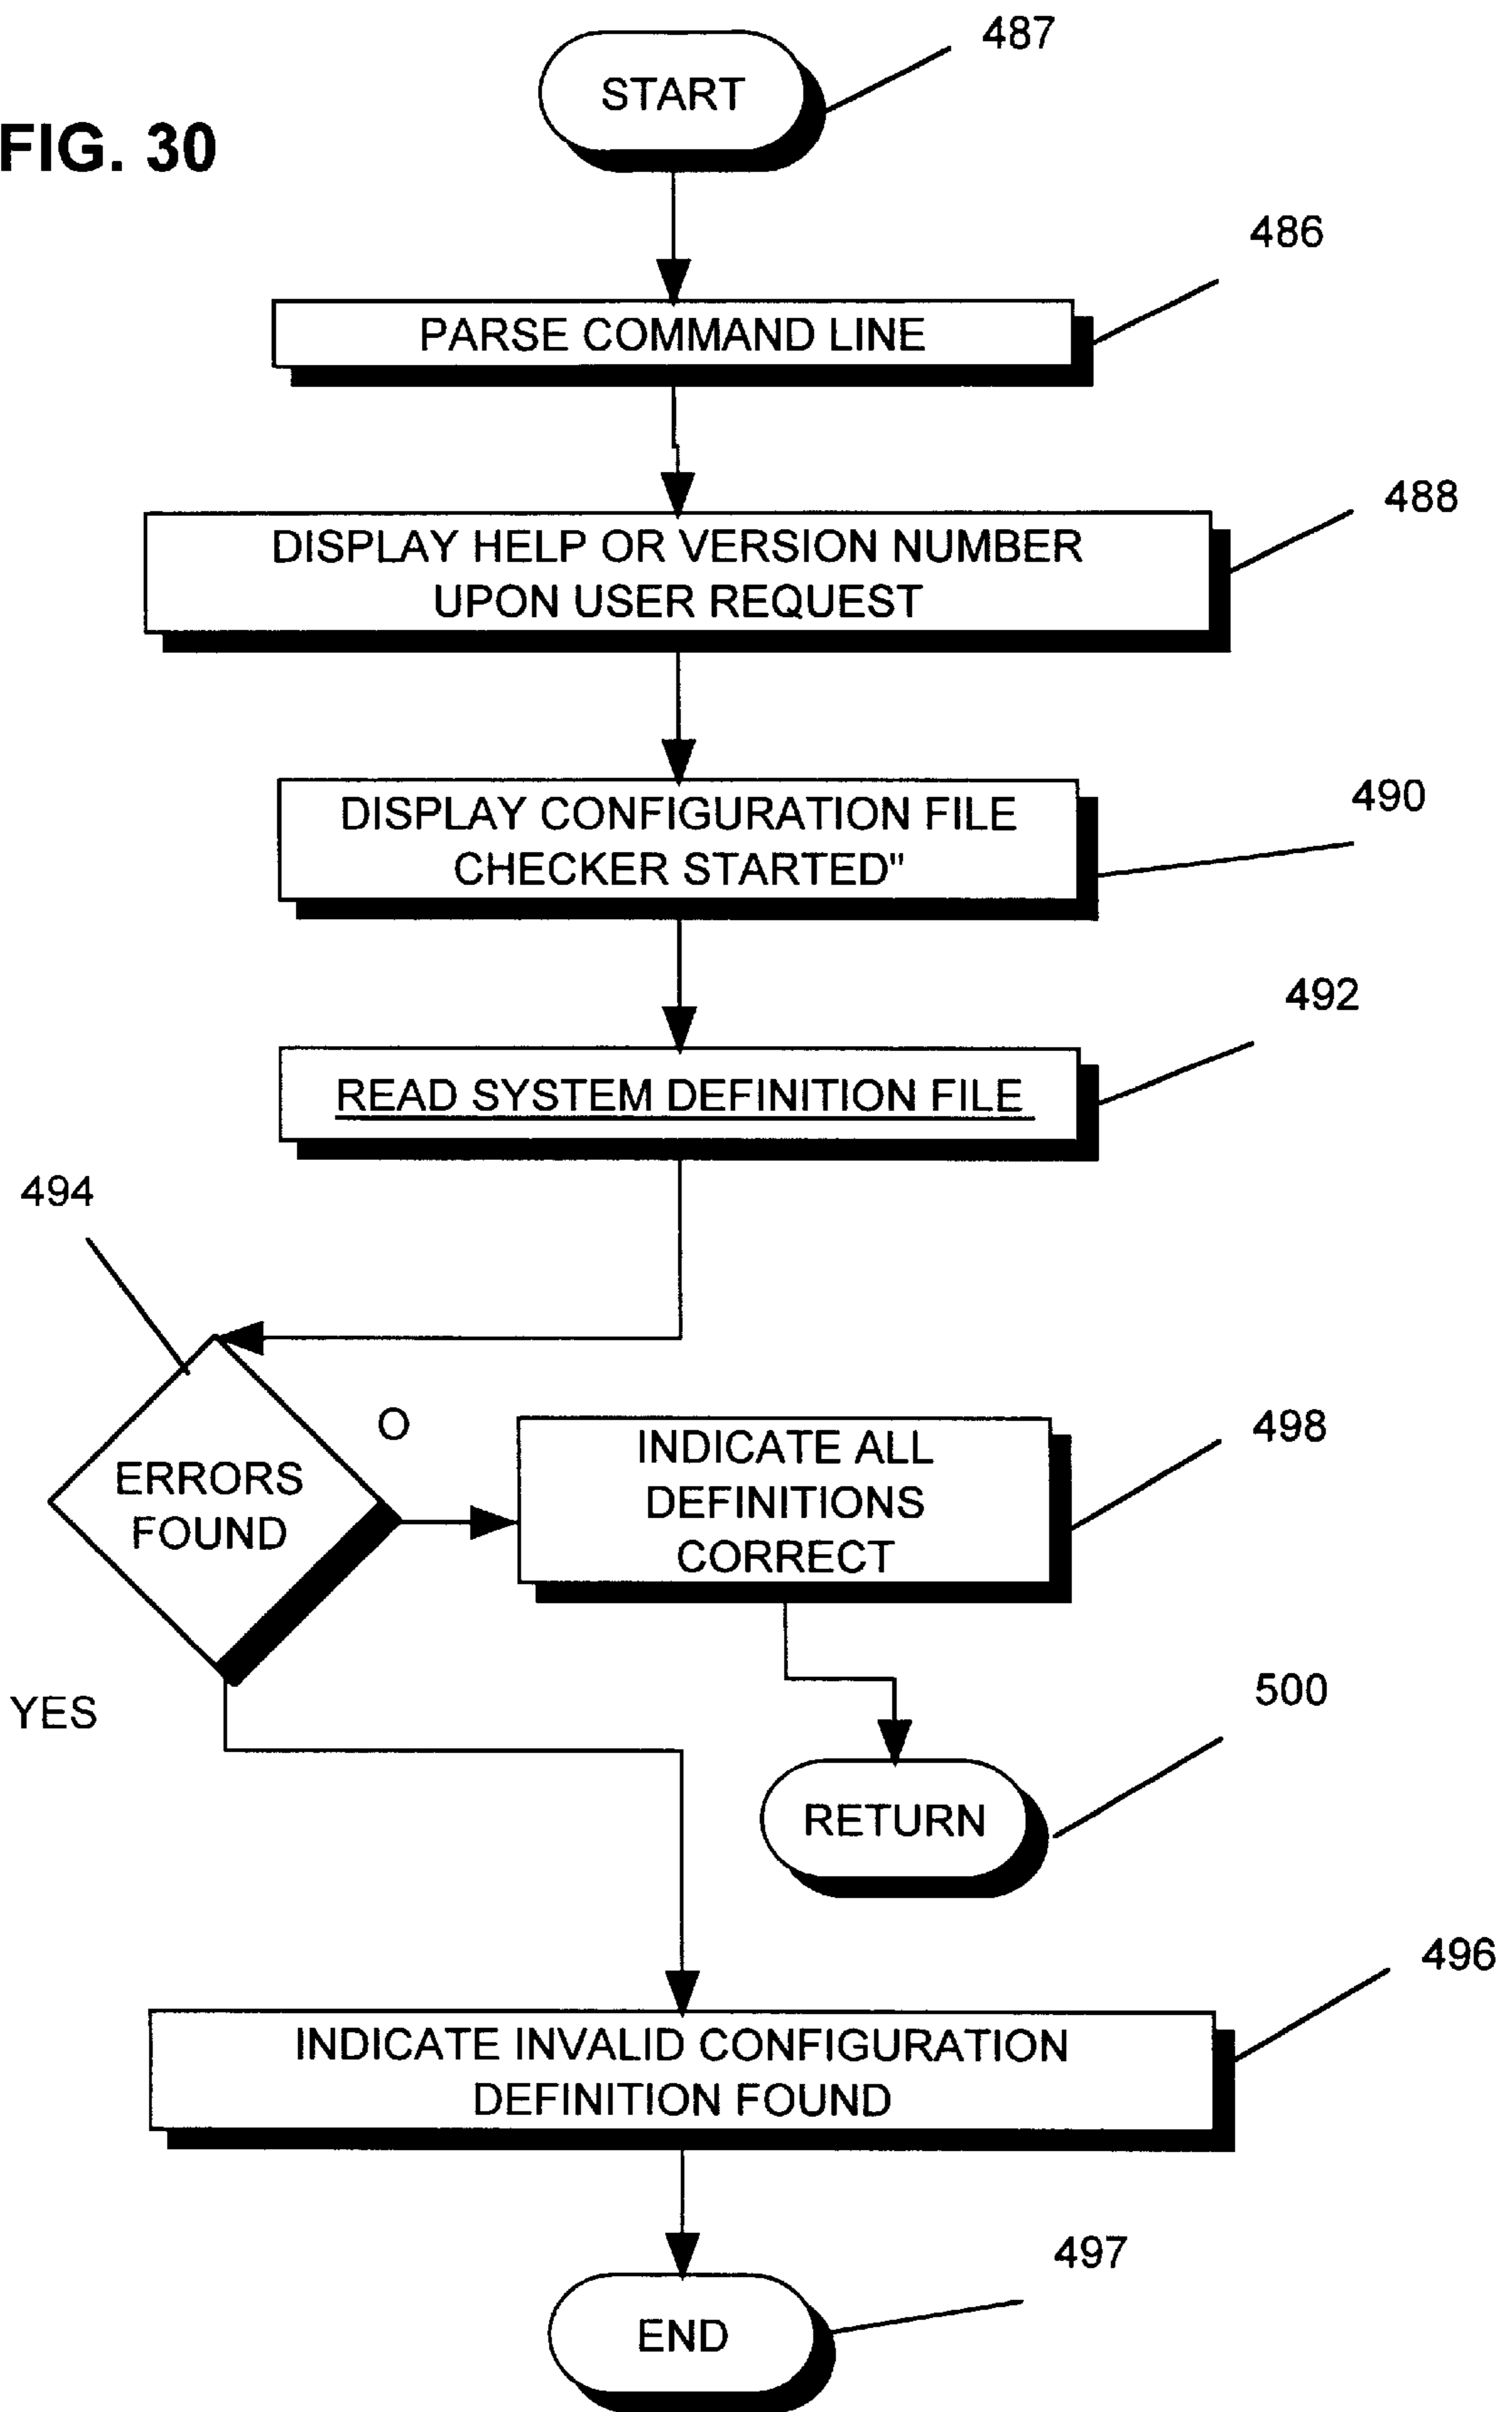 487
START
FIG. 30
486
PARSE COMMAND LINE
488
DISPLAY HELP OR VERSION NUMBER
UPON USER REQUEST
490
DISPLAY CONFIGURATION FILE
CHECKER STARTED"
492
READ SYSTEM DEFINITION FILE
494
O
ERRORS
FOUND
498
INDICATE ALL
DEFINITIONS
CORRECT
YES
500
RETURN
496
INDICATE INVALID CONFIGURATION
DEFINITION FOUND
497
END